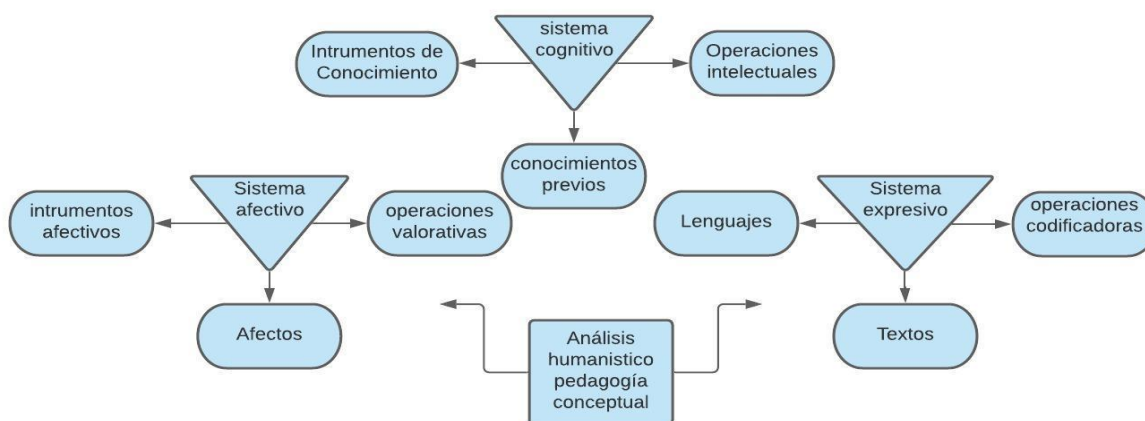 sistema
cognitivo
Intrumentos de
Conocimiento
Operaciones
intelectuales
conocimientos
previos
Sistema
afectivo
intrumentos
afectivos
operaciones
valorativas
Afectos
Sistema
expresivo
Lenguajes
operaciones
codificadoras
Textos
Análisis
humanistico
pedagogía
conceptual